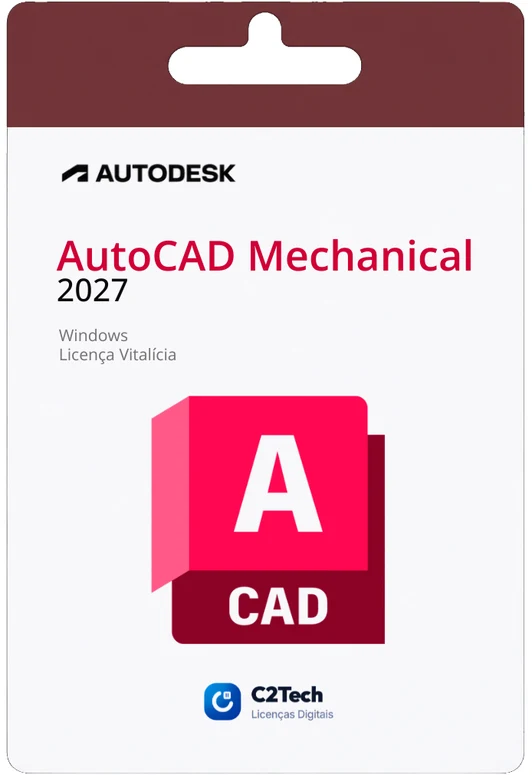 AUTODESK
AutoCAD Mechanical
2027
Windows
Licença Vitalícia
A
CAD
C2Tech
Licenças Digitais